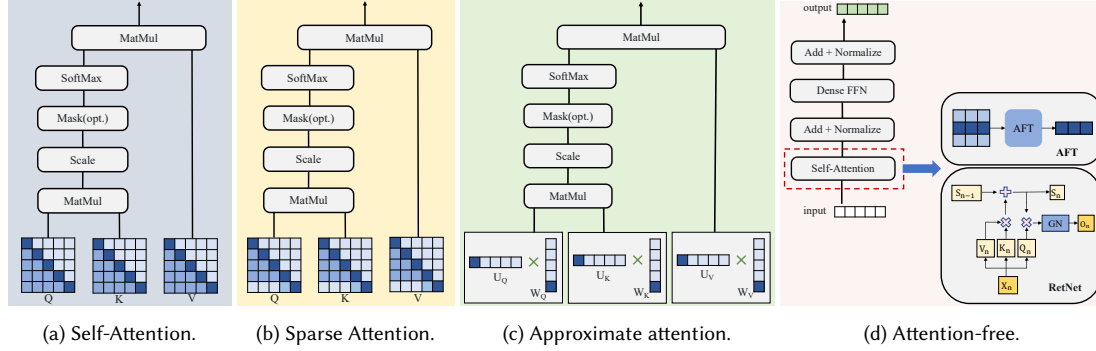 MatMul
SoftMax
Mask(opt.)
Scale
MatMul
Q
K
V
(a) Self-Attention.
MatMul
SoftMax
Mask(opt.)
Scale
MatMul
Q
K
V
(b) Sparse Attention.
MatMul
SoftMax
Mask(opt.)
Scale
MatMul
U_Q
×
W_Q
U_K
×
W_K
U_V
×
W_V
(c) Approximate attention.
output
Add + Normalize
Dense FFN
Add + Normalize
Self-Attention
input
AFT
AFT
S_{n-1}
S_n
GN
O_n
V_n
K_n
Q_n
X_n
RetNet
(d) Attention-free.